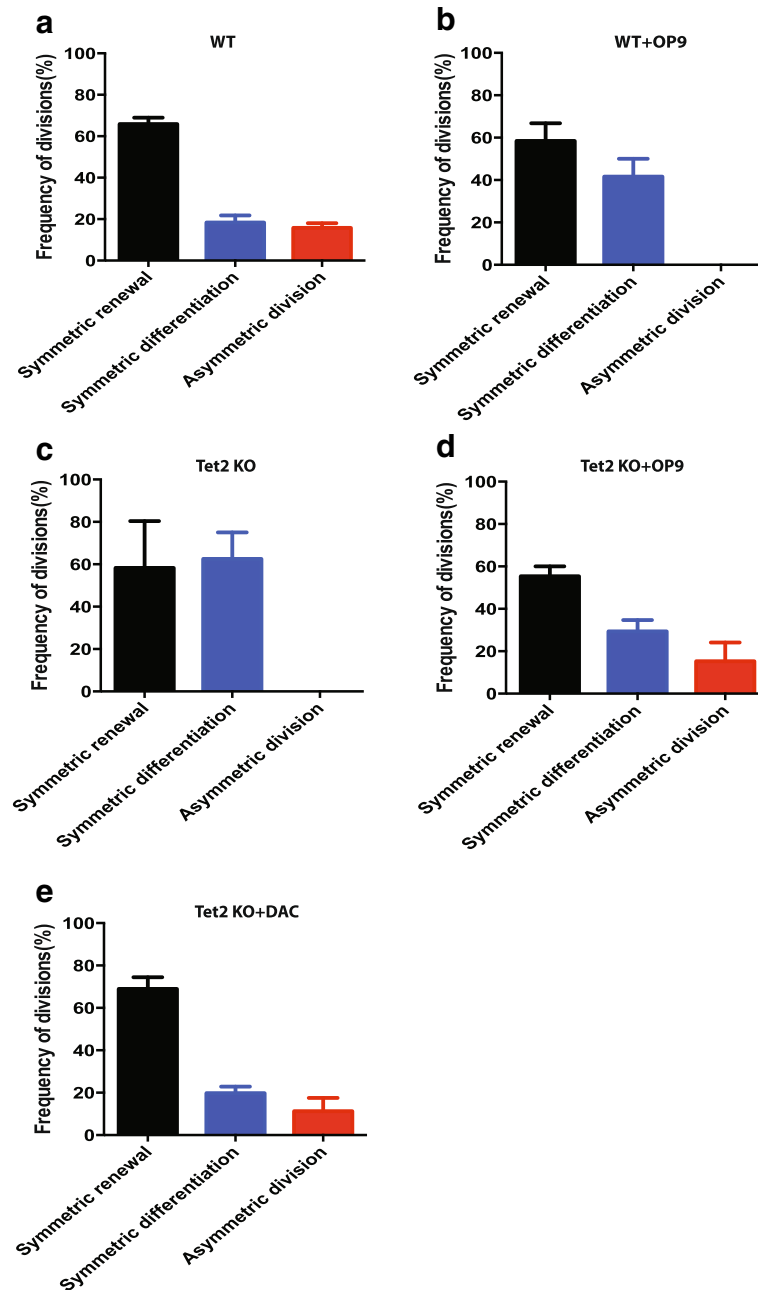 a
WT
Frequency of divisions(%)
100
80
60
40
20
0
Symmetric renewal
Symmetric differentiation
Asymmetric division
b
WT+OP9
Frequency of divisions(%)
100
80
60
40
20
0
Symmetric renewal
Symmetric differentiation
Asymmetric division
c
Tet2 KO
Frequency of divisions(%)
100
80
60
40
20
0
Symmetric renewal
Symmetric differentiation
Asymmetric division
d
Tet2 KO+OP9
Frequency of divisions(%)
100
80
60
40
20
0
Symmetric renewal
Symmetric differentiation
Asymmetric division
e
Tet2 KO+DAC
Frequency of divisions(%)
100
80
60
40
20
0
Symmetric renewal
Symmetric differentiation
Asymmetric division